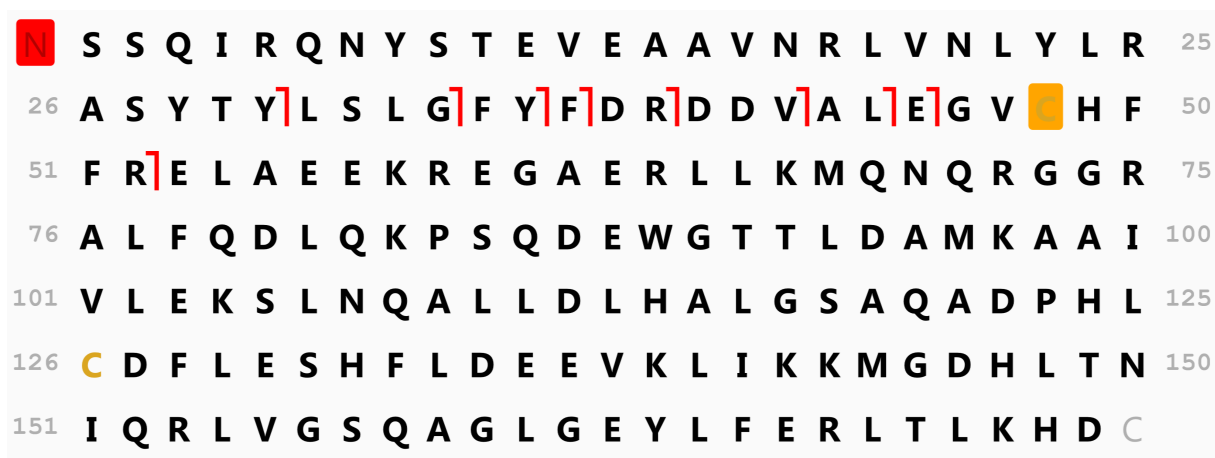 N S S Q I R Q N Y S T E V E A A V N R L V N L Y L R 25
26 A S Y T Y L S L G F Y F D R D D V A L E G V C H F 50
51 F R E L A E E K R E G A E R L L K M Q N Q R G G R 75
76 A L F Q D L Q K P S Q D E W G T T L D A M K A A I 100
101 V L E K S L N Q A L L D L H A L G S A Q A D P H L 125
126 C D F L E S H F L D E E V K L I K K M G D H L T N 150
151 I Q R L V G S Q A G L G E Y L F E R L T L K H D C